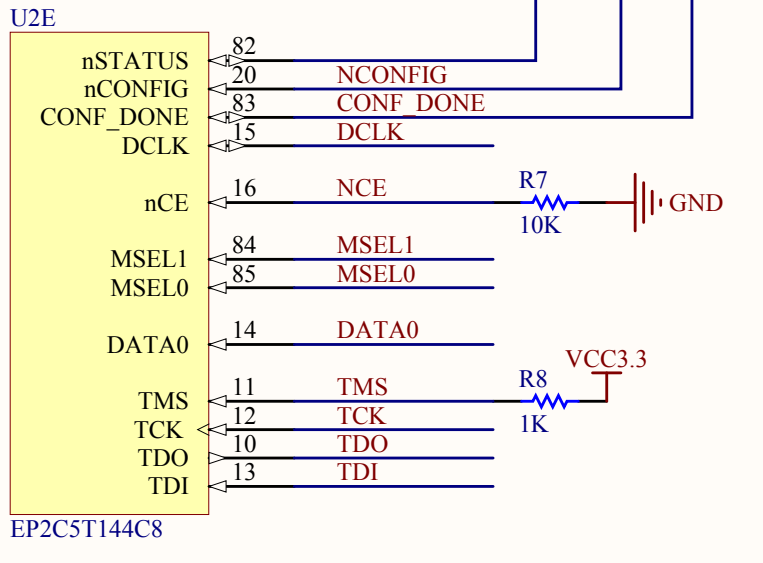 U2E
nSTATUS 82
nCONFIG 20 NCONFIG
CONF_DONE 83 CONF_DONE
DCLK 15 DCLK
nCE 16 NCE R7 10K GND
MSEL1 84 MSEL1
MSEL0 85 MSEL0
DATA0 14 DATA0
VCC3.3
TMS 11 TMS R8 1K
TCK 12 TCK
TDO 10 TDO
TDI 13 TDI
EP2C5T144C8